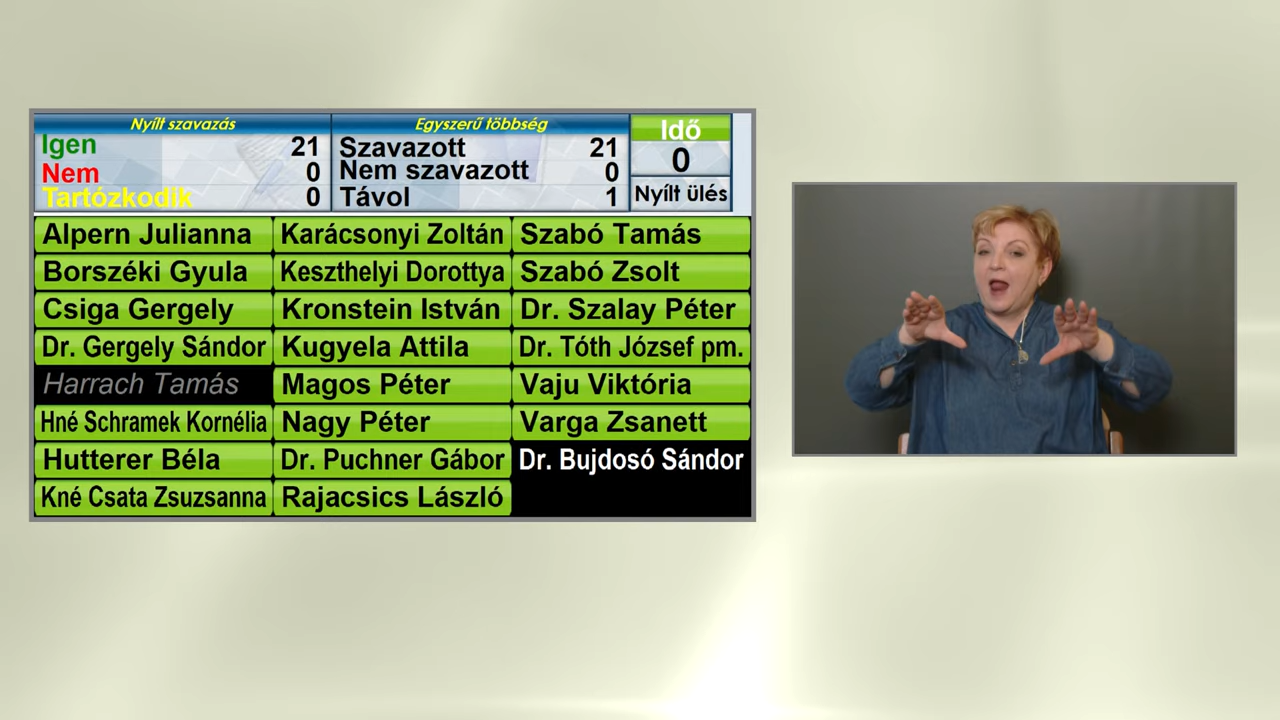 Nyílt szavazás
Igen 21
Nem 0
Tartózkodik 0
Egyszerű többség
Szavazott 21
Nem szavazott 0
Távol 1
Idő
0
Nyílt ülés
Alpern Julianna
Borszéki Gyula
Csiga Gergely
Dr. Gergely Sándor
Harrach Tamás
Hné Schramek Kornélia
Hutterer Béla
Kné Csata Zsuzsanna
Karácsonyi Zoltán
Keszthelyi Dorottya
Kronstein István
Kugyela Attila
Magos Péter
Nagy Péter
Dr. Puchner Gábor
Rajacsics László
Szabó Tamás
Szabó Zsolt
Dr. Szalay Péter
Dr. Tóth József pm.
Vaju Viktória
Varga Zsanett
Dr. Bujdosó Sándor